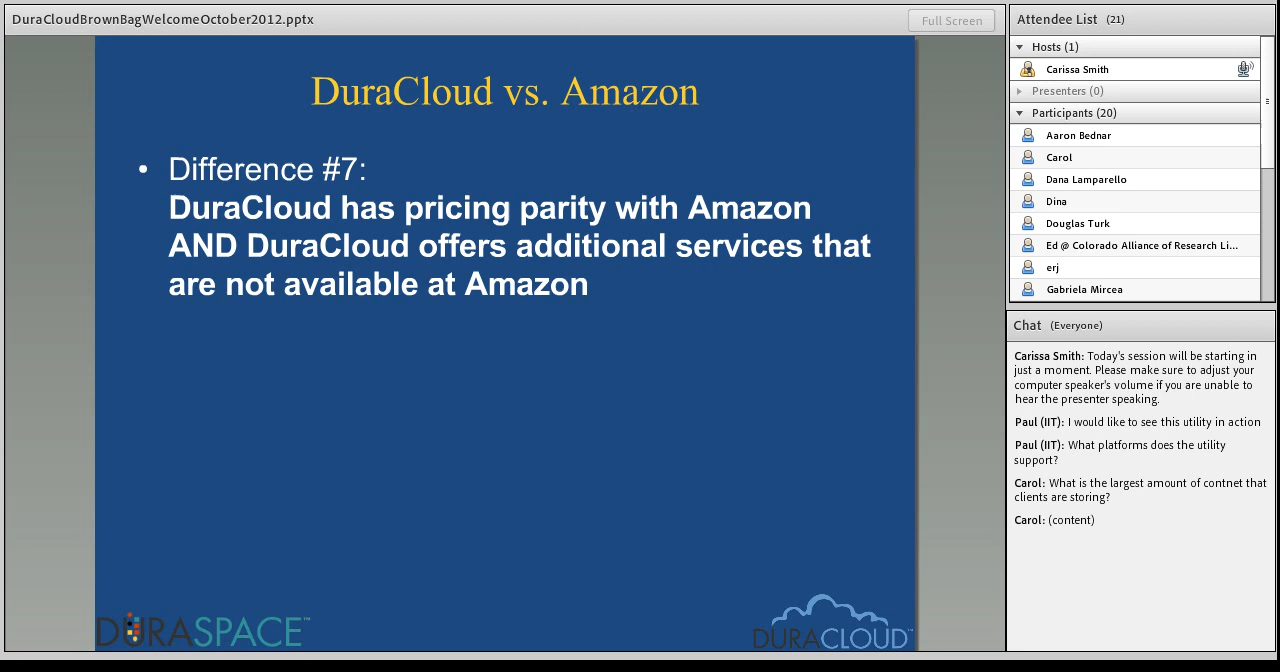 DuraCloudBrownBagWelcomeOctober2012.pptx
Full Screen
DuraCloud vs. Amazon
• Difference #7:
DuraCloud has pricing parity with Amazon
AND DuraCloud offers additional services that
are not available at Amazon
DURASPACE™
DURACLOUD™
Attendee List (21)
Hosts (1)
Carissa Smith
Presenters (0)
Participants (20)
Aaron Bednar
Carol
Dana Lamparello
Dina
Douglas Turk
Ed @ Colorado Alliance of Research Li...
erj
Gabriela Mircea
Chat (Everyone)
Carissa Smith: Today's session will be starting in
just a moment. Please make sure to adjust your
computer speaker's volume if you are unable to
hear the presenter speaking.
Paul (IIT): I would like to see this utility in action
Paul (IIT): What platforms does the utility
support?
Carol: What is the largest amount of contnet that
clients are storing?
Carol: (content)